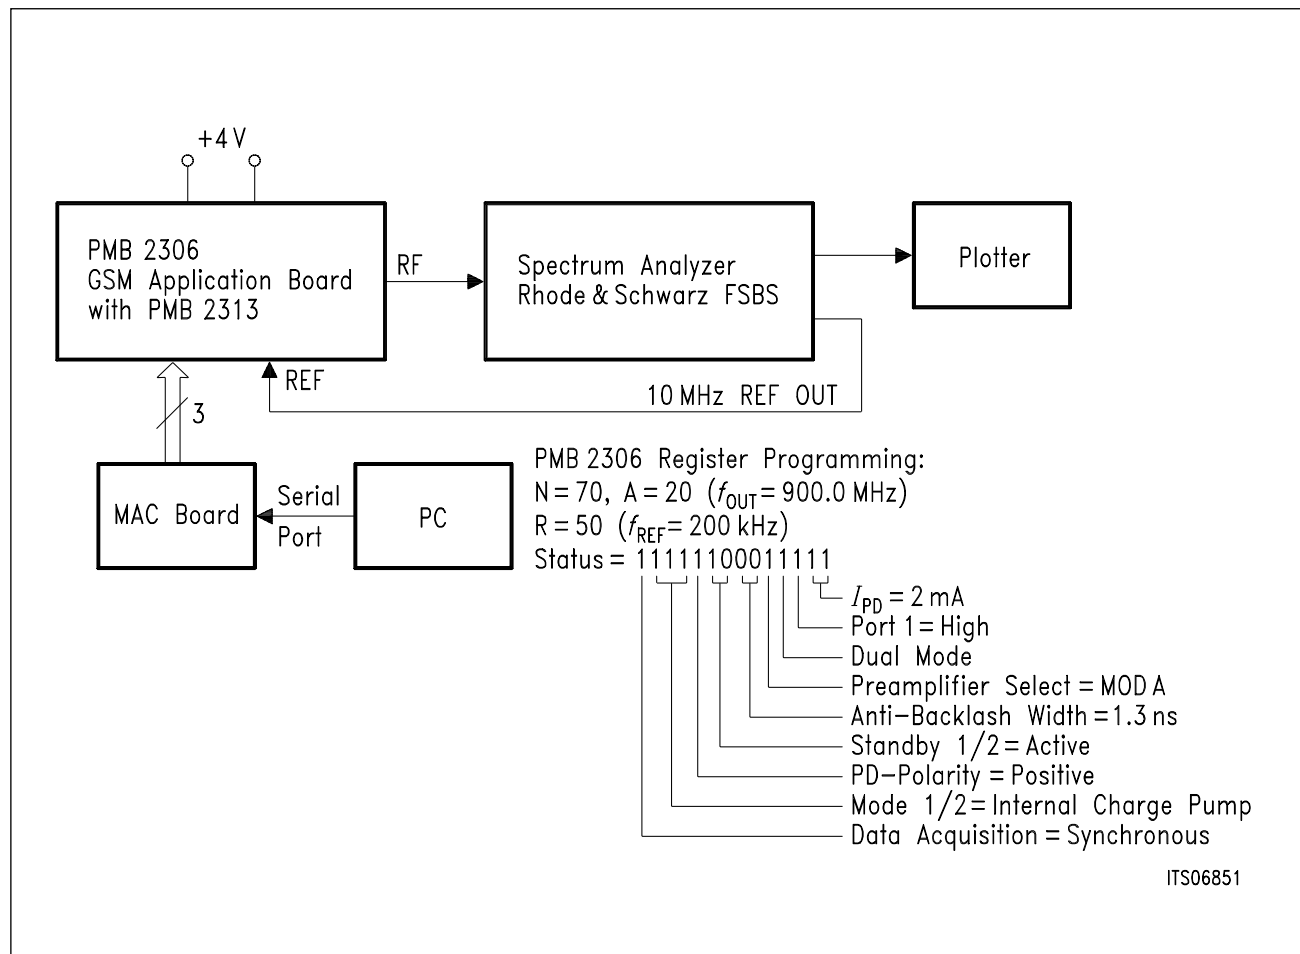 +4V
PMB 2306
GSM Application Board
with PMB 2313
RF
Spectrum Analyzer
Rhode & Schwarz FSBS
Plotter
REF
10 MHz REF OUT
3
MAC Board
Serial
Port
PC
PMB 2306 Register Programming:
N = 70, A = 20 (fOUT = 900.0 MHz)
R = 50 (fREF = 200 kHz)
Status = 11111100011111
IPD = 2 mA
Port 1 = High
Dual Mode
Preamplifier Select = MOD A
Anti-Backlash Width = 1.3 ns
Standby 1/2 = Active
PD-Polarity = Positive
Mode 1/2 = Internal Charge Pump
Data Acquisition = Synchronous
ITS06851